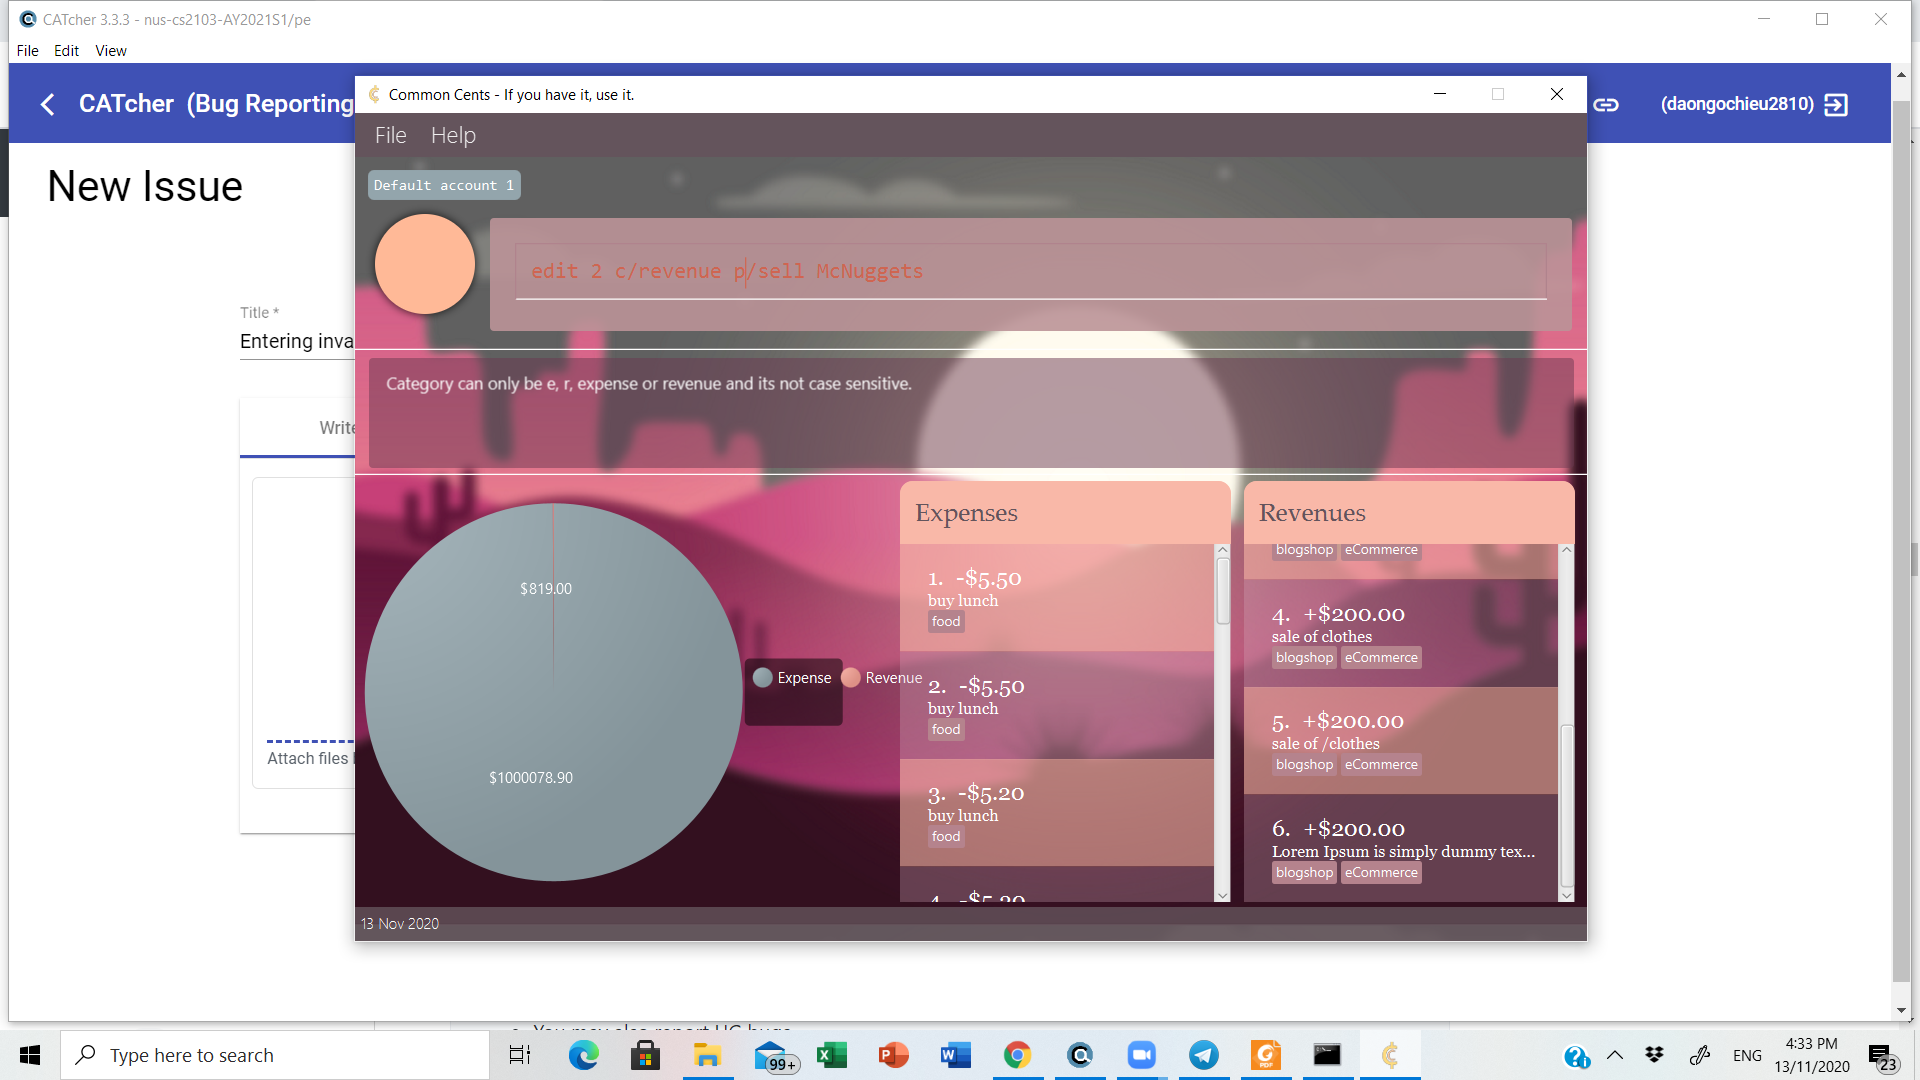 CATcher 3.3.3 - nus-cs2103-AY2021S1/pe
File Edit View
CATcher (Bug Reporting
(daongochieu2810)
New Issue
Title *
Entering inva
Write
Attach files
Common Cents - If you have it, use it.
File Help
Default account 1
edit 2 c/revenue p/sell McNuggets
Category can only be e, r, expense or revenue and its not case sensitive.
$819.00
$1000078.90
Expense Revenue
Expenses
1. -$5.50
buy lunch
food
2. -$5.50
buy lunch
food
3. -$5.20
buy lunch
food
4. -$5.20
Revenues
blogshop eCommerce
4. +$200.00
sale of clothes
blogshop eCommerce
5. +$200.00
sale of /clothes
blogshop eCommerce
6. +$200.00
Lorem Ipsum is simply dummy tex...
blogshop eCommerce
13 Nov 2020
You may also report UG bugs
Type here to search
99+
ENG
4:33 PM
13/11/2020
23